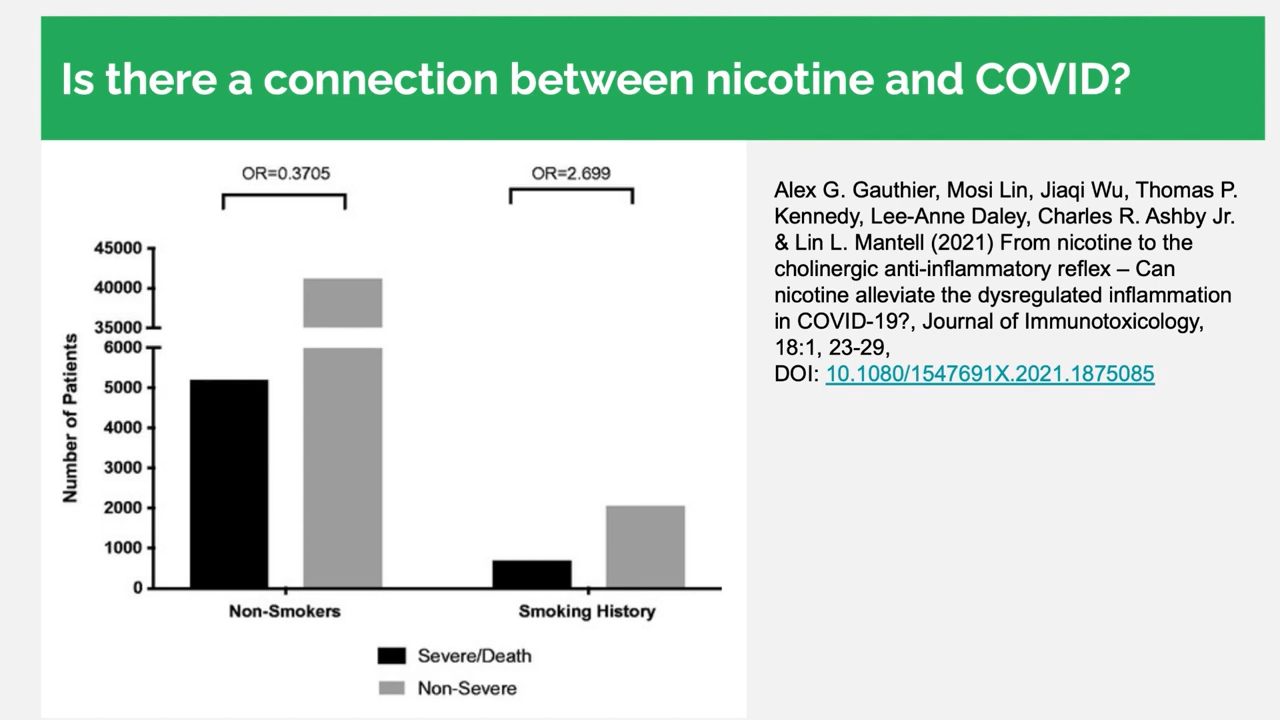 Is there a connection between nicotine and COVID?
OR=0.3705
OR=2.699
45000
40000
35000
6000
5000
4000
3000
2000
1000
0
Number of Patients
Non-Smokers
Smoking History
Severe/Death
Non-Severe
Alex G. Gauthier, Mosi Lin, Jiaqi Wu, Thomas P.
Kennedy, Lee-Anne Daley, Charles R. Ashby Jr.
& Lin L. Mantell (2021) From nicotine to the
cholinergic anti-inflammatory reflex – Can
nicotine alleviate the dysregulated inflammation
in COVID-19?, Journal of Immunotoxicology,
18:1, 23-29,
DOI: 10.1080/1547691X.2021.1875085